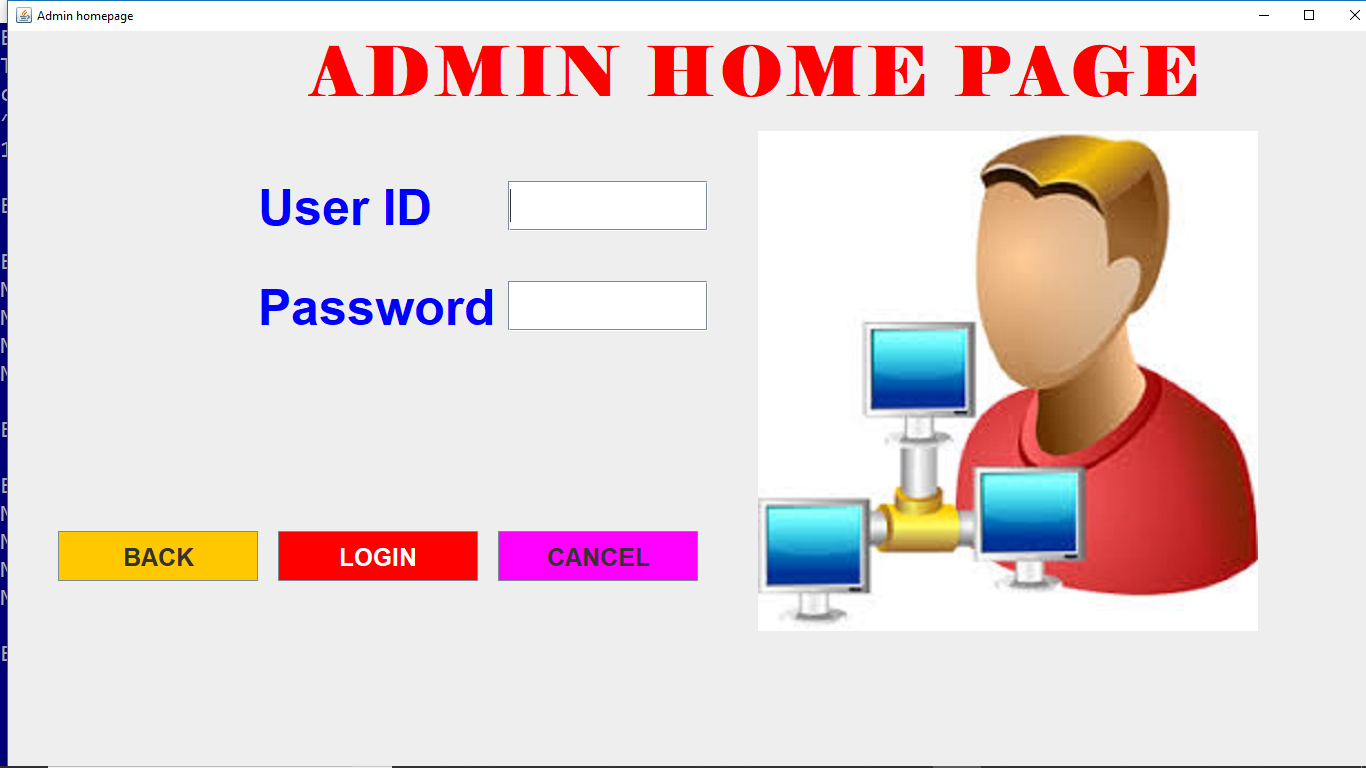 Admin homepage
ADMIN HOME PAGE
User ID
Password
BACK
LOGIN
CANCEL